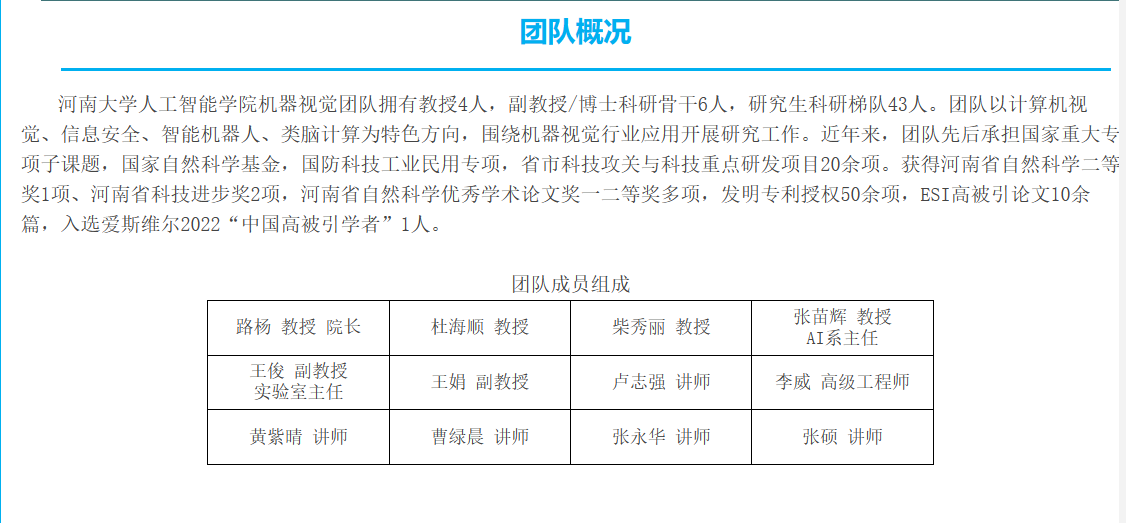 团队概况
河南大学人工智能学院机器视觉团队拥有教授4人，副教授/博士科研骨干6人，研究生科研梯队43人。团队以计算机视
觉、信息安全、智能机器人、类脑计算为特色方向，围绕机器视觉行业应用开展研究工作。近年来，团队先后承担国家重大专
项子课题，国家自然科学基金，国防科技工业民用专项，省市科技攻关与科技重点研发项目20余项。获得河南省自然科学二等
奖1项、河南省科技进步奖2项，河南省自然科学优秀学术论文奖一二等奖多项，发明专利授权50余项，ESI高被引论文10余
篇，入选爱斯维尔2022“中国高被引学者”1人。
团队成员组成
路杨 教授 院长
杜海顺 教授
柴秀丽 教授
张苗辉 教授
AI系主任
王俊 副教授
实验室主任
王娟 副教授
卢志强 讲师
李威 高级工程师
黄紫晴 讲师
曹绿晨 讲师
张永华 讲师
张硕 讲师